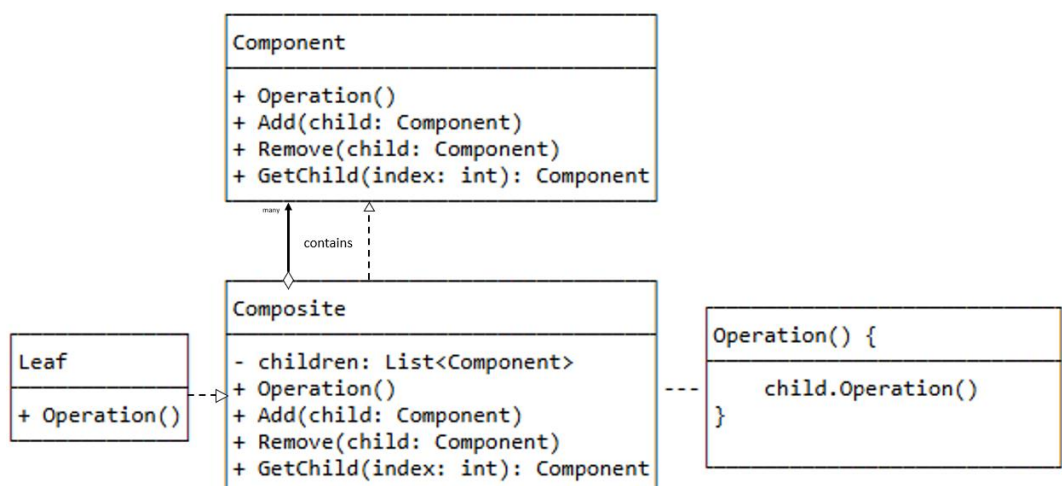 Component
+ Operation()
+ Add(child: Component)
+ Remove(child: Component)
+ GetChild(index: int): Component
many
contains
Composite
- children: List<Component>
+ Operation()
+ Add(child: Component)
+ Remove(child: Component)
+ GetChild(index: int): Component
Leaf
+ Operation()
Operation() {
child.Operation()
}